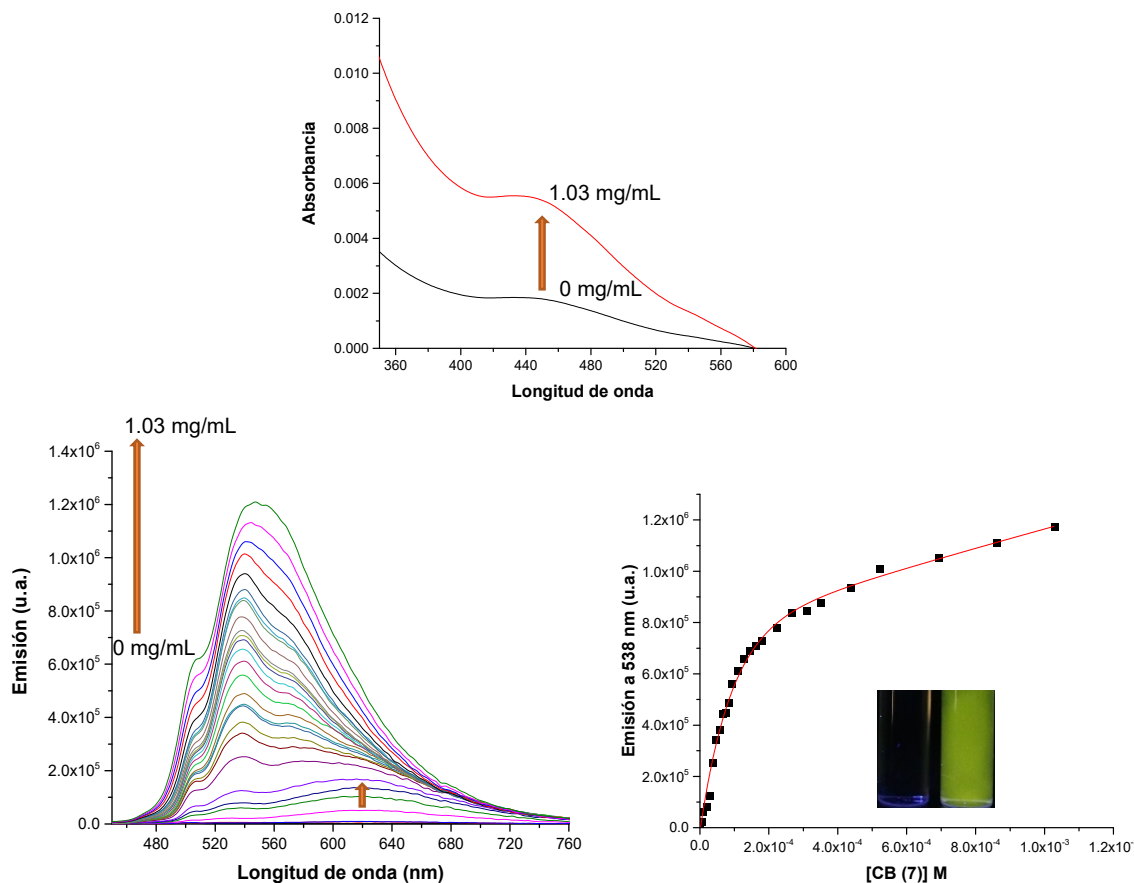 0.012
0.010
0.008
0.006
0.004
0.002
0.000
Absorbancia
1.03 mg/mL
0 mg/mL
360 400 440 480 520 560 600
Longitud de onda
1.03 mg/mL
1.4x10⁶
1.2x10⁶
1.0x10⁶
8.0x10⁵
6.0x10⁵
4.0x10⁵
2.0x10⁵
0.0
0 mg/mL
Emisión (u.a.)
480 520 560 600 640 680 720 760
Longitud de onda (nm)
1.2x10⁶
1.0x10⁶
8.0x10⁵
6.0x10⁵
4.0x10⁵
2.0x10⁵
0.0
Emisión a 538 nm (u.a.)
0.0 2.0x10⁻⁴ 4.0x10⁻⁴ 6.0x10⁻⁴ 8.0x10⁻⁴ 1.0x10⁻³
[CB (7)] M